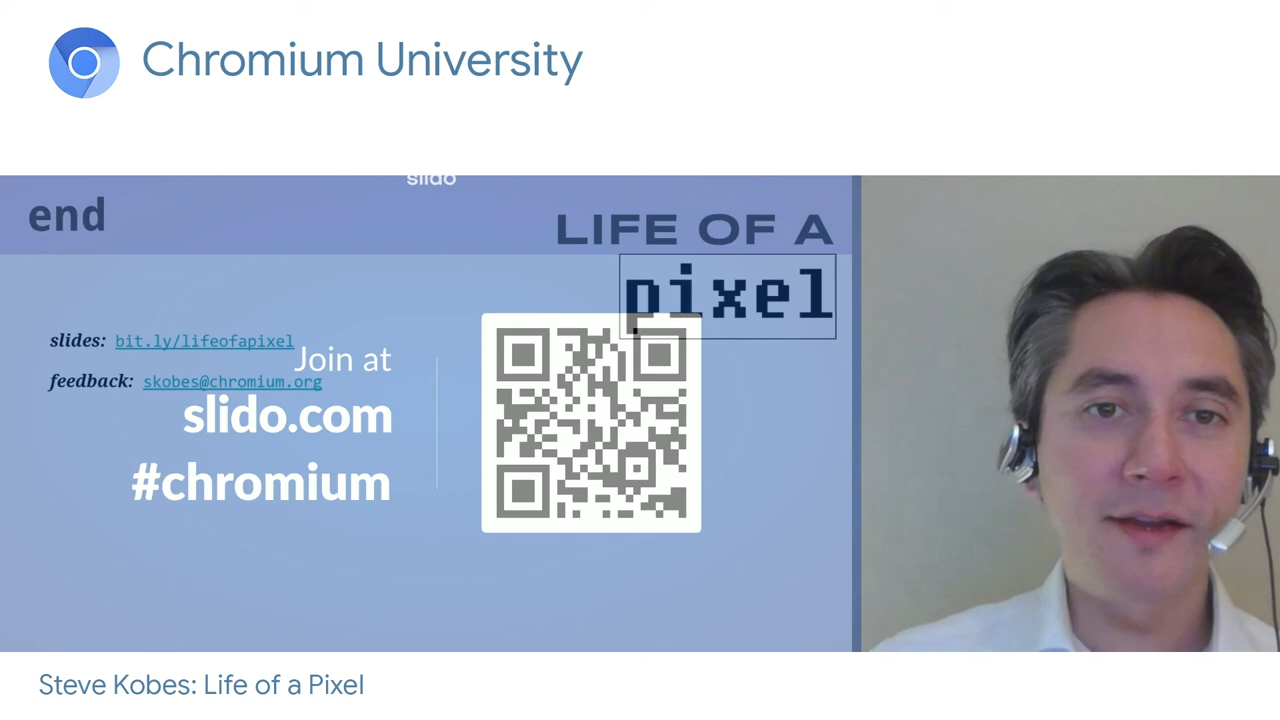 Chromium University
slido
end
LIFE OF A
pixel
slides: bit.ly/lifeofapixel
Join at
feedback: skobes@chromium.org
slido.com
#chromium
Steve Kobes: Life of a Pixel